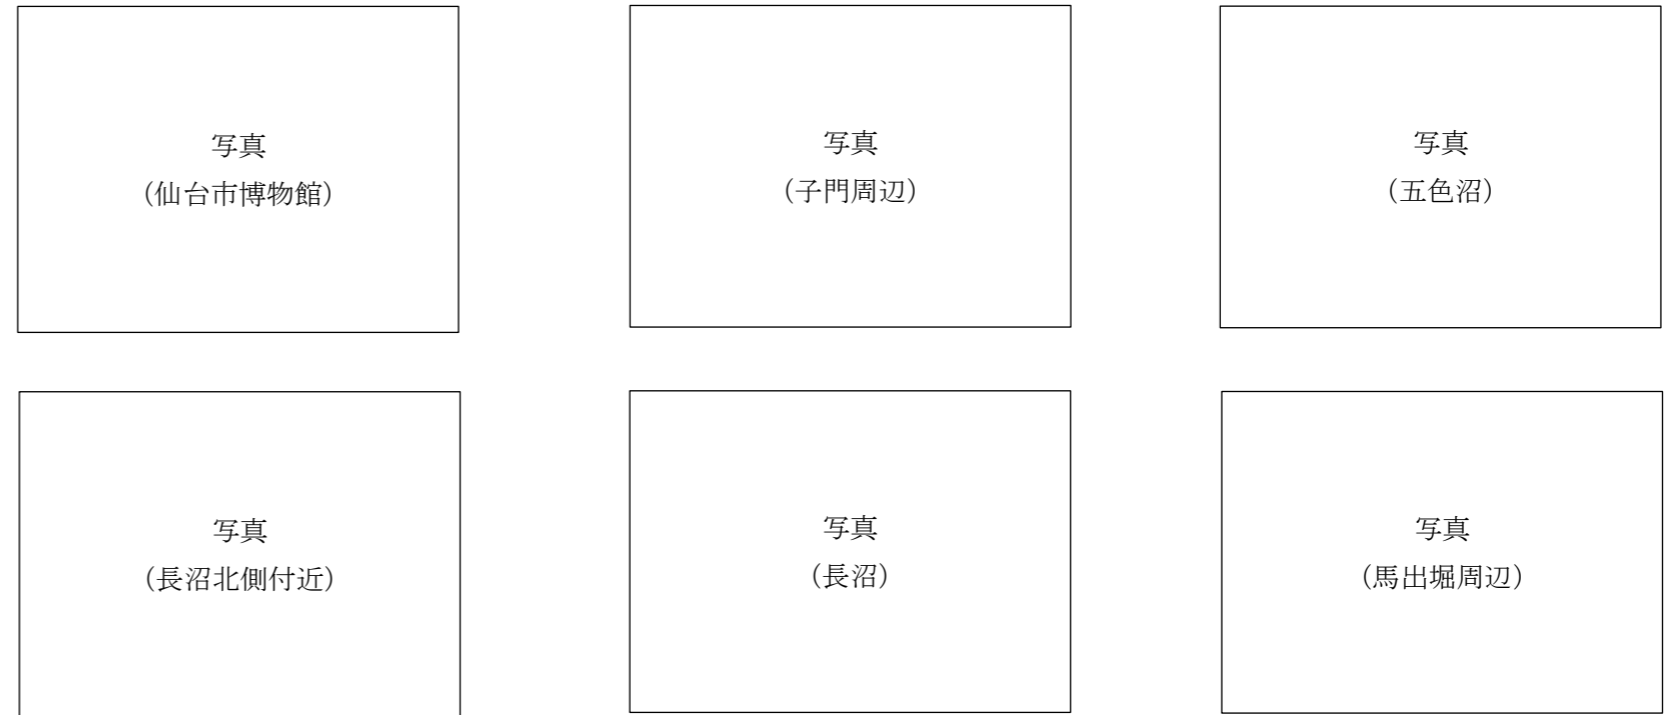 写真
（仙台市博物館）
写真
（子門周辺）
写真
（五色沼）
写真
（長沼北側付近）
写真
（長沼）
写真
（馬出堀周辺）